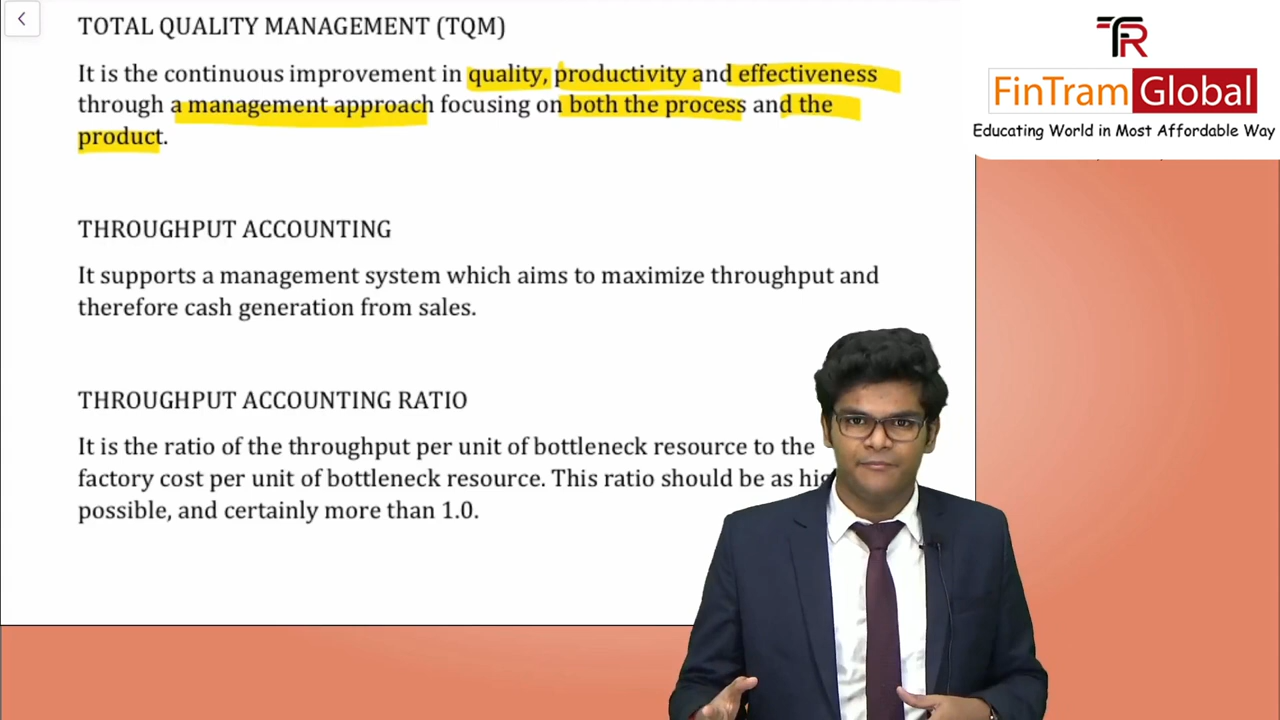 TOTAL QUALITY MANAGEMENT (TQM)
It is the continuous improvement in quality, productivity and effectiveness
through a management approach focusing on both the process and the
product.
THROUGHPUT ACCOUNTING
It supports a management system which aims to maximize throughput and
therefore cash generation from sales.
THROUGHPUT ACCOUNTING RATIO
It is the ratio of the throughput per unit of bottleneck resource to the
factory cost per unit of bottleneck resource. This ratio should be as
possible, and certainly more than 1.0.
TR
FinTram Global
Educating World in Most Affordable Way